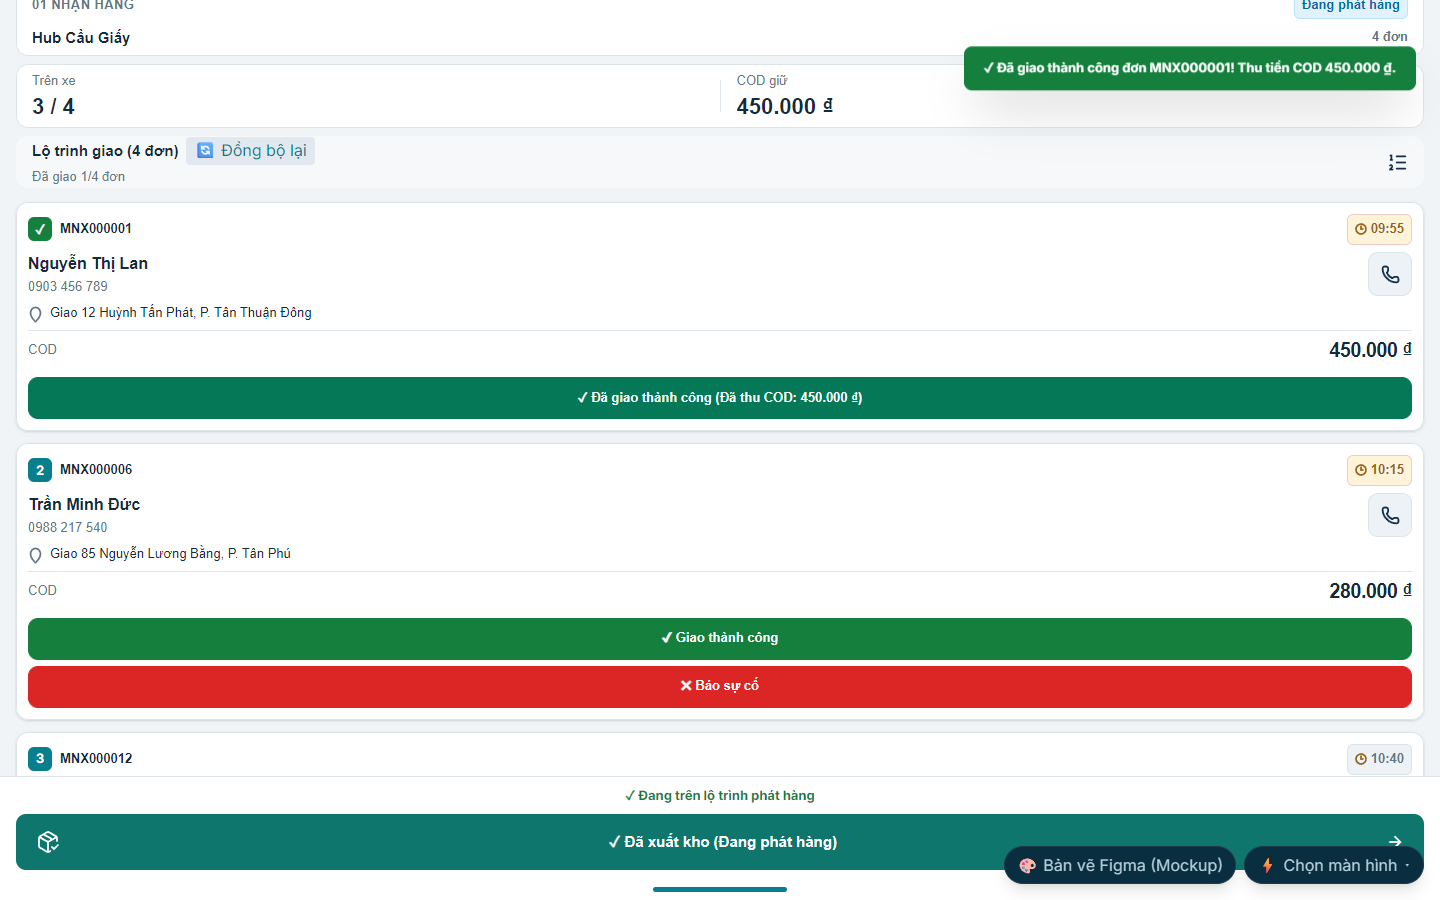 01 NHẬN HÀNG
Đang phát hàng
Hub Cầu Giấy
4 đơn
✓ Đã giao thành công đơn MNX000001! Thu tiền COD 450.000 ₫.
Trên xe
COD giữ
3 / 4
450.000 ₫
Lộ trình giao (4 đơn)
Đồng bộ lại
Đã giao 1/4 đơn
✓ MNX000001
09:55
Nguyễn Thị Lan
0903 456 789
Giao 12 Huỳnh Tấn Phát, P. Tân Thuận Đông
COD
450.000 ₫
✓ Đã giao thành công (Đã thu COD: 450.000 ₫)
2 MNX000006
10:15
Trần Minh Đức
0988 217 540
Giao 85 Nguyễn Lương Bằng, P. Tân Phú
COD
280.000 ₫
✓ Giao thành công
✕ Báo sự cố
3 MNX000012
10:40
✓ Đang trên lộ trình phát hàng
✓ Đã xuất kho (Đang phát hàng)
Bản vẽ Figma (Mockup)
Chọn màn hình